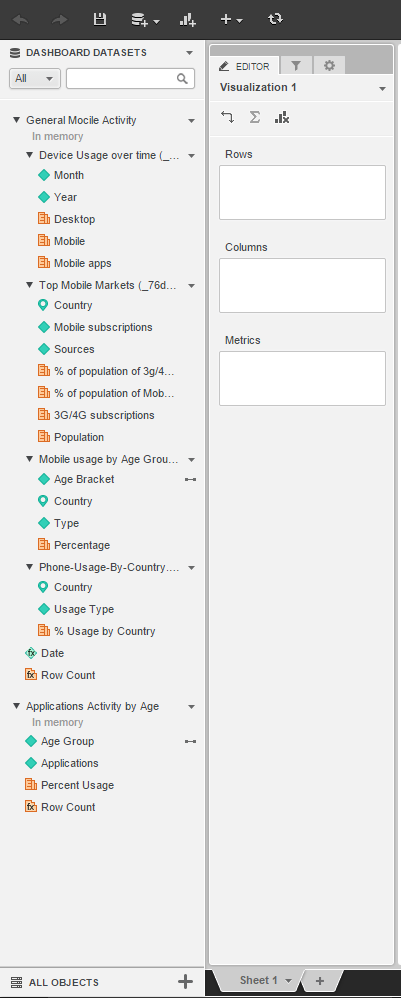 DASHBOARD DATASETS
All
General Mocile Activity
In memory
Device Usage over time (_...
Month
Year
Desktop
Mobile
Mobile apps
Top Mobile Markets (_76d...
Country
Mobile subscriptions
Sources
% of population of 3g/4...
% of population of Mob...
3G/4G subscriptions
Population
Mobile usage by Age Grou...
Age Bracket
Country
Type
Percentage
Phone-Usage-By-Country....
Country
Usage Type
% Usage by Country
fx Date
fx Row Count
Applications Activity by Age
In memory
Age Group
Applications
Percent Usage
fx Row Count
ALL OBJECTS
EDITOR
Visualization 1
Rows
Columns
Metrics
Sheet 1